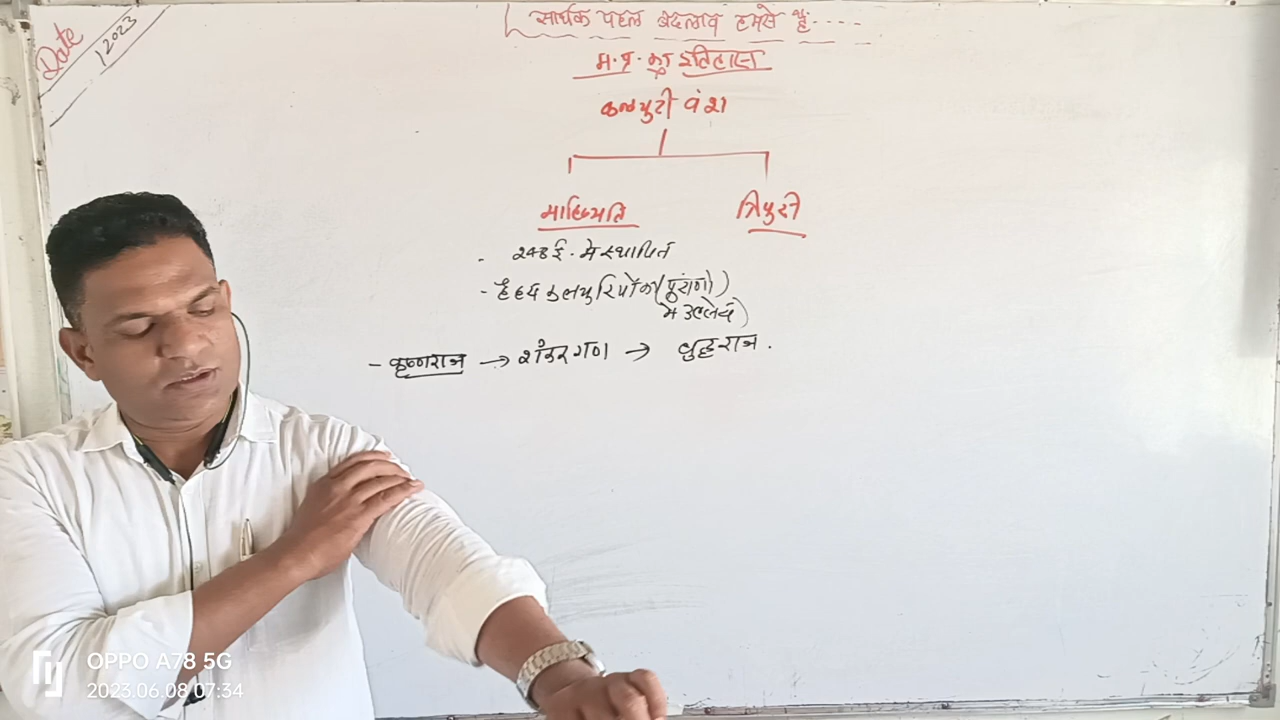 Date
/2023
सार्थक पहल बदलाव हमसे हैं....
म.प्र. का इतिहास
कलचुरी वंश
माहिष्मति
त्रिपुरी
- 248 ई. मे स्थापित
- हैहय कलचुरियों का (पुराणों)
मे उल्लेख)
- कृष्णराज → शंकरगण → बुद्धराज.
OPPO A78 5G
2023.06.08 07:34